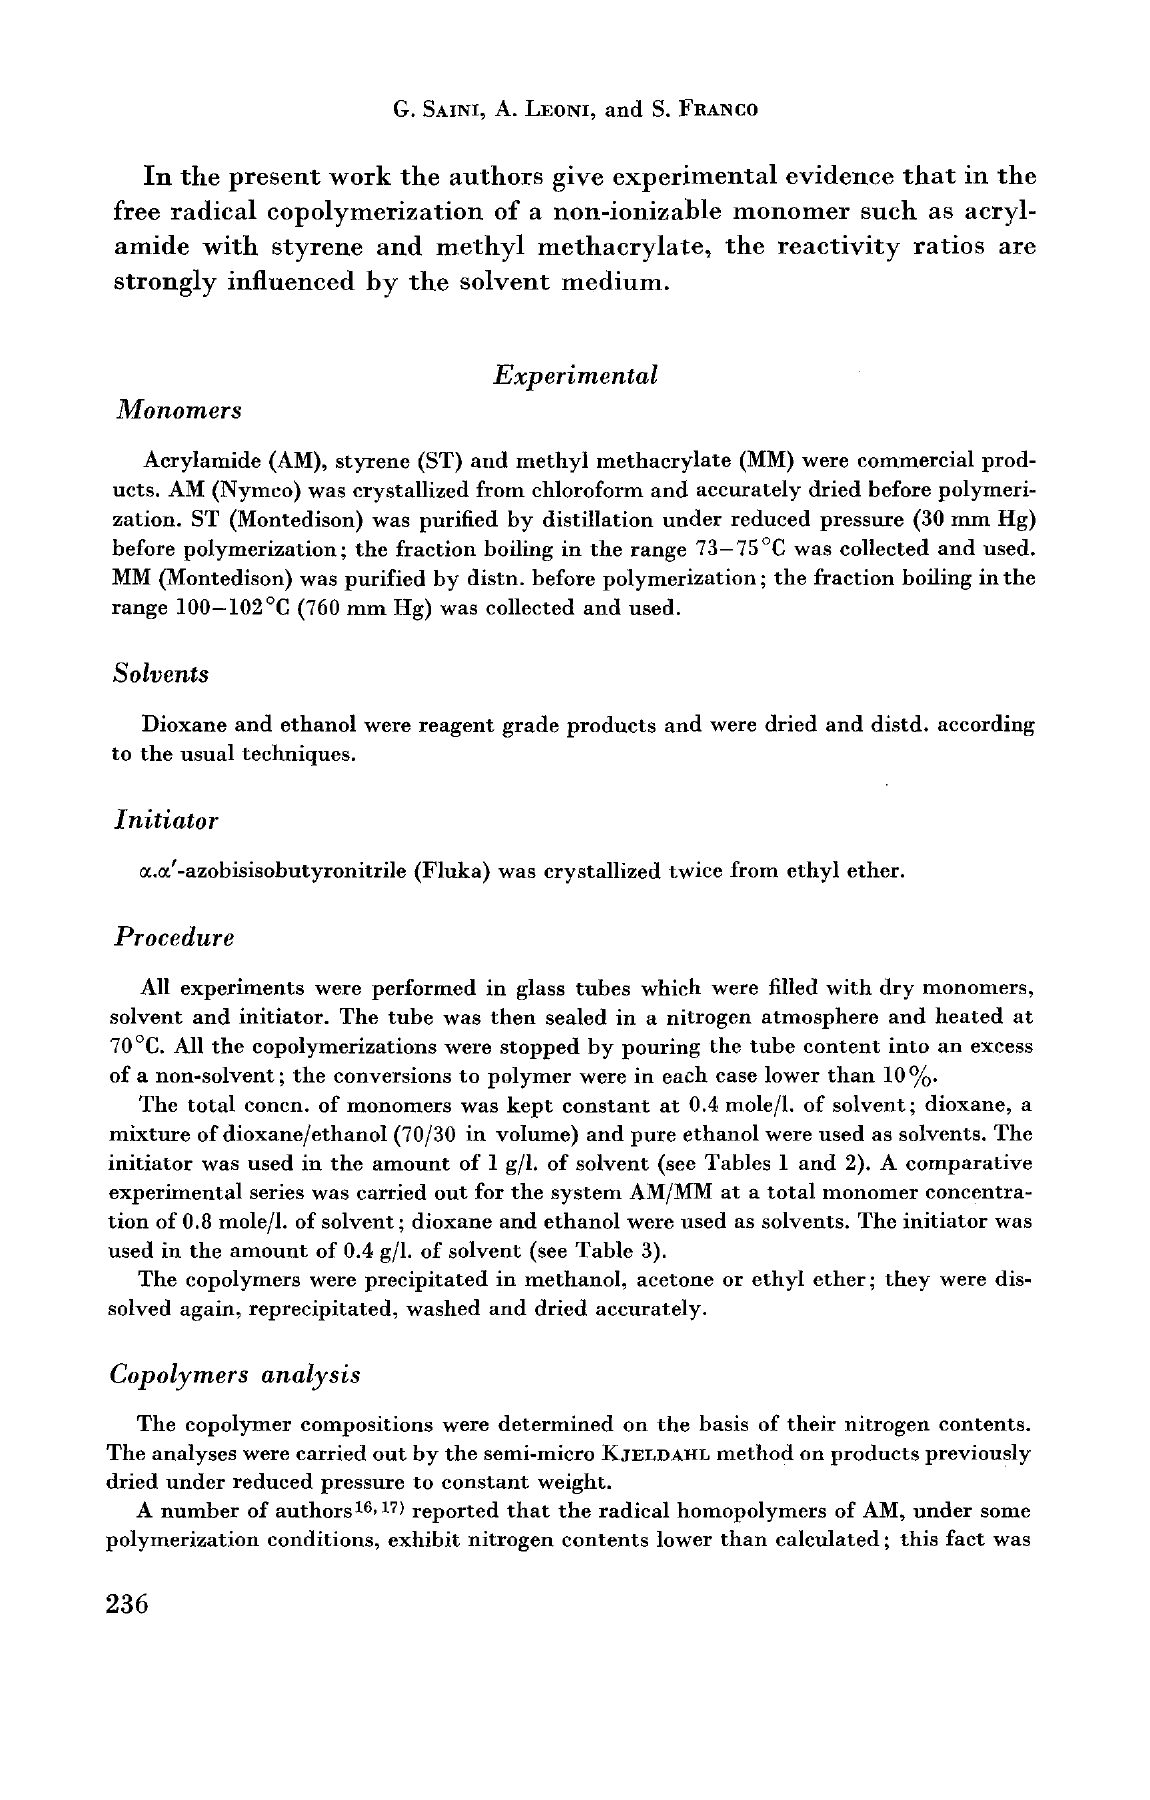 G. SAINI, A. LEONI, and S. FRANCO
In the present work the authors give experimental evidence that in the
free radical copolymerization of a non-ionizable monomer such as acryl-
amide with styrene and methyl methacrylate, the reactivity ratios are
strongly influenced by the solvent medium.
Experimental
Monomers
Acrylamide (AM), styrene (ST) and methyl methacrylate (MM) were commercial prod-
ucts. AM (Nymco) was crystallized from chloroform and accurately dried before polymeri-
zation. ST (Montedison) was purified by distillation under reduced pressure (30 mm Hg)
before polymerization; the fraction boiling in the range 73–75 °C was collected and used.
MM (Montedison) was purified by distn. before polymerization; the fraction boiling in the
range 100–102 °C (760 mm Hg) was collected and used.
Solvents
Dioxane and ethanol were reagent grade products and were dried and distd. according
to the usual techniques.
Initiator
α.α′-azobisisobutyronitrile (Fluka) was crystallized twice from ethyl ether.
Procedure
All experiments were performed in glass tubes which were filled with dry monomers,
solvent and initiator. The tube was then sealed in a nitrogen atmosphere and heated at
70 °C. All the copolymerizations were stopped by pouring the tube content into an excess
of a non-solvent; the conversions to polymer were in each case lower than 10%.
The total concn. of monomers was kept constant at 0.4 mole/l. of solvent; dioxane, a
mixture of dioxane/ethanol (70/30 in volume) and pure ethanol were used as solvents. The
initiator was used in the amount of 1 g/l. of solvent (see Tables 1 and 2). A comparative
experimental series was carried out for the system AM/MM at a total monomer concentra-
tion of 0.8 mole/l. of solvent; dioxane and ethanol were used as solvents. The initiator was
used in the amount of 0.4 g/l. of solvent (see Table 3).
The copolymers were precipitated in methanol, acetone or ethyl ether; they were dis-
solved again, reprecipitated, washed and dried accurately.
Copolymers analysis
The copolymer compositions were determined on the basis of their nitrogen contents.
The analyses were carried out by the semi-micro KJELDAHL method on products previously
dried under reduced pressure to constant weight.
A number of authors16, 17) reported that the radical homopolymers of AM, under some
polymerization conditions, exhibit nitrogen contents lower than calculated; this fact was
236